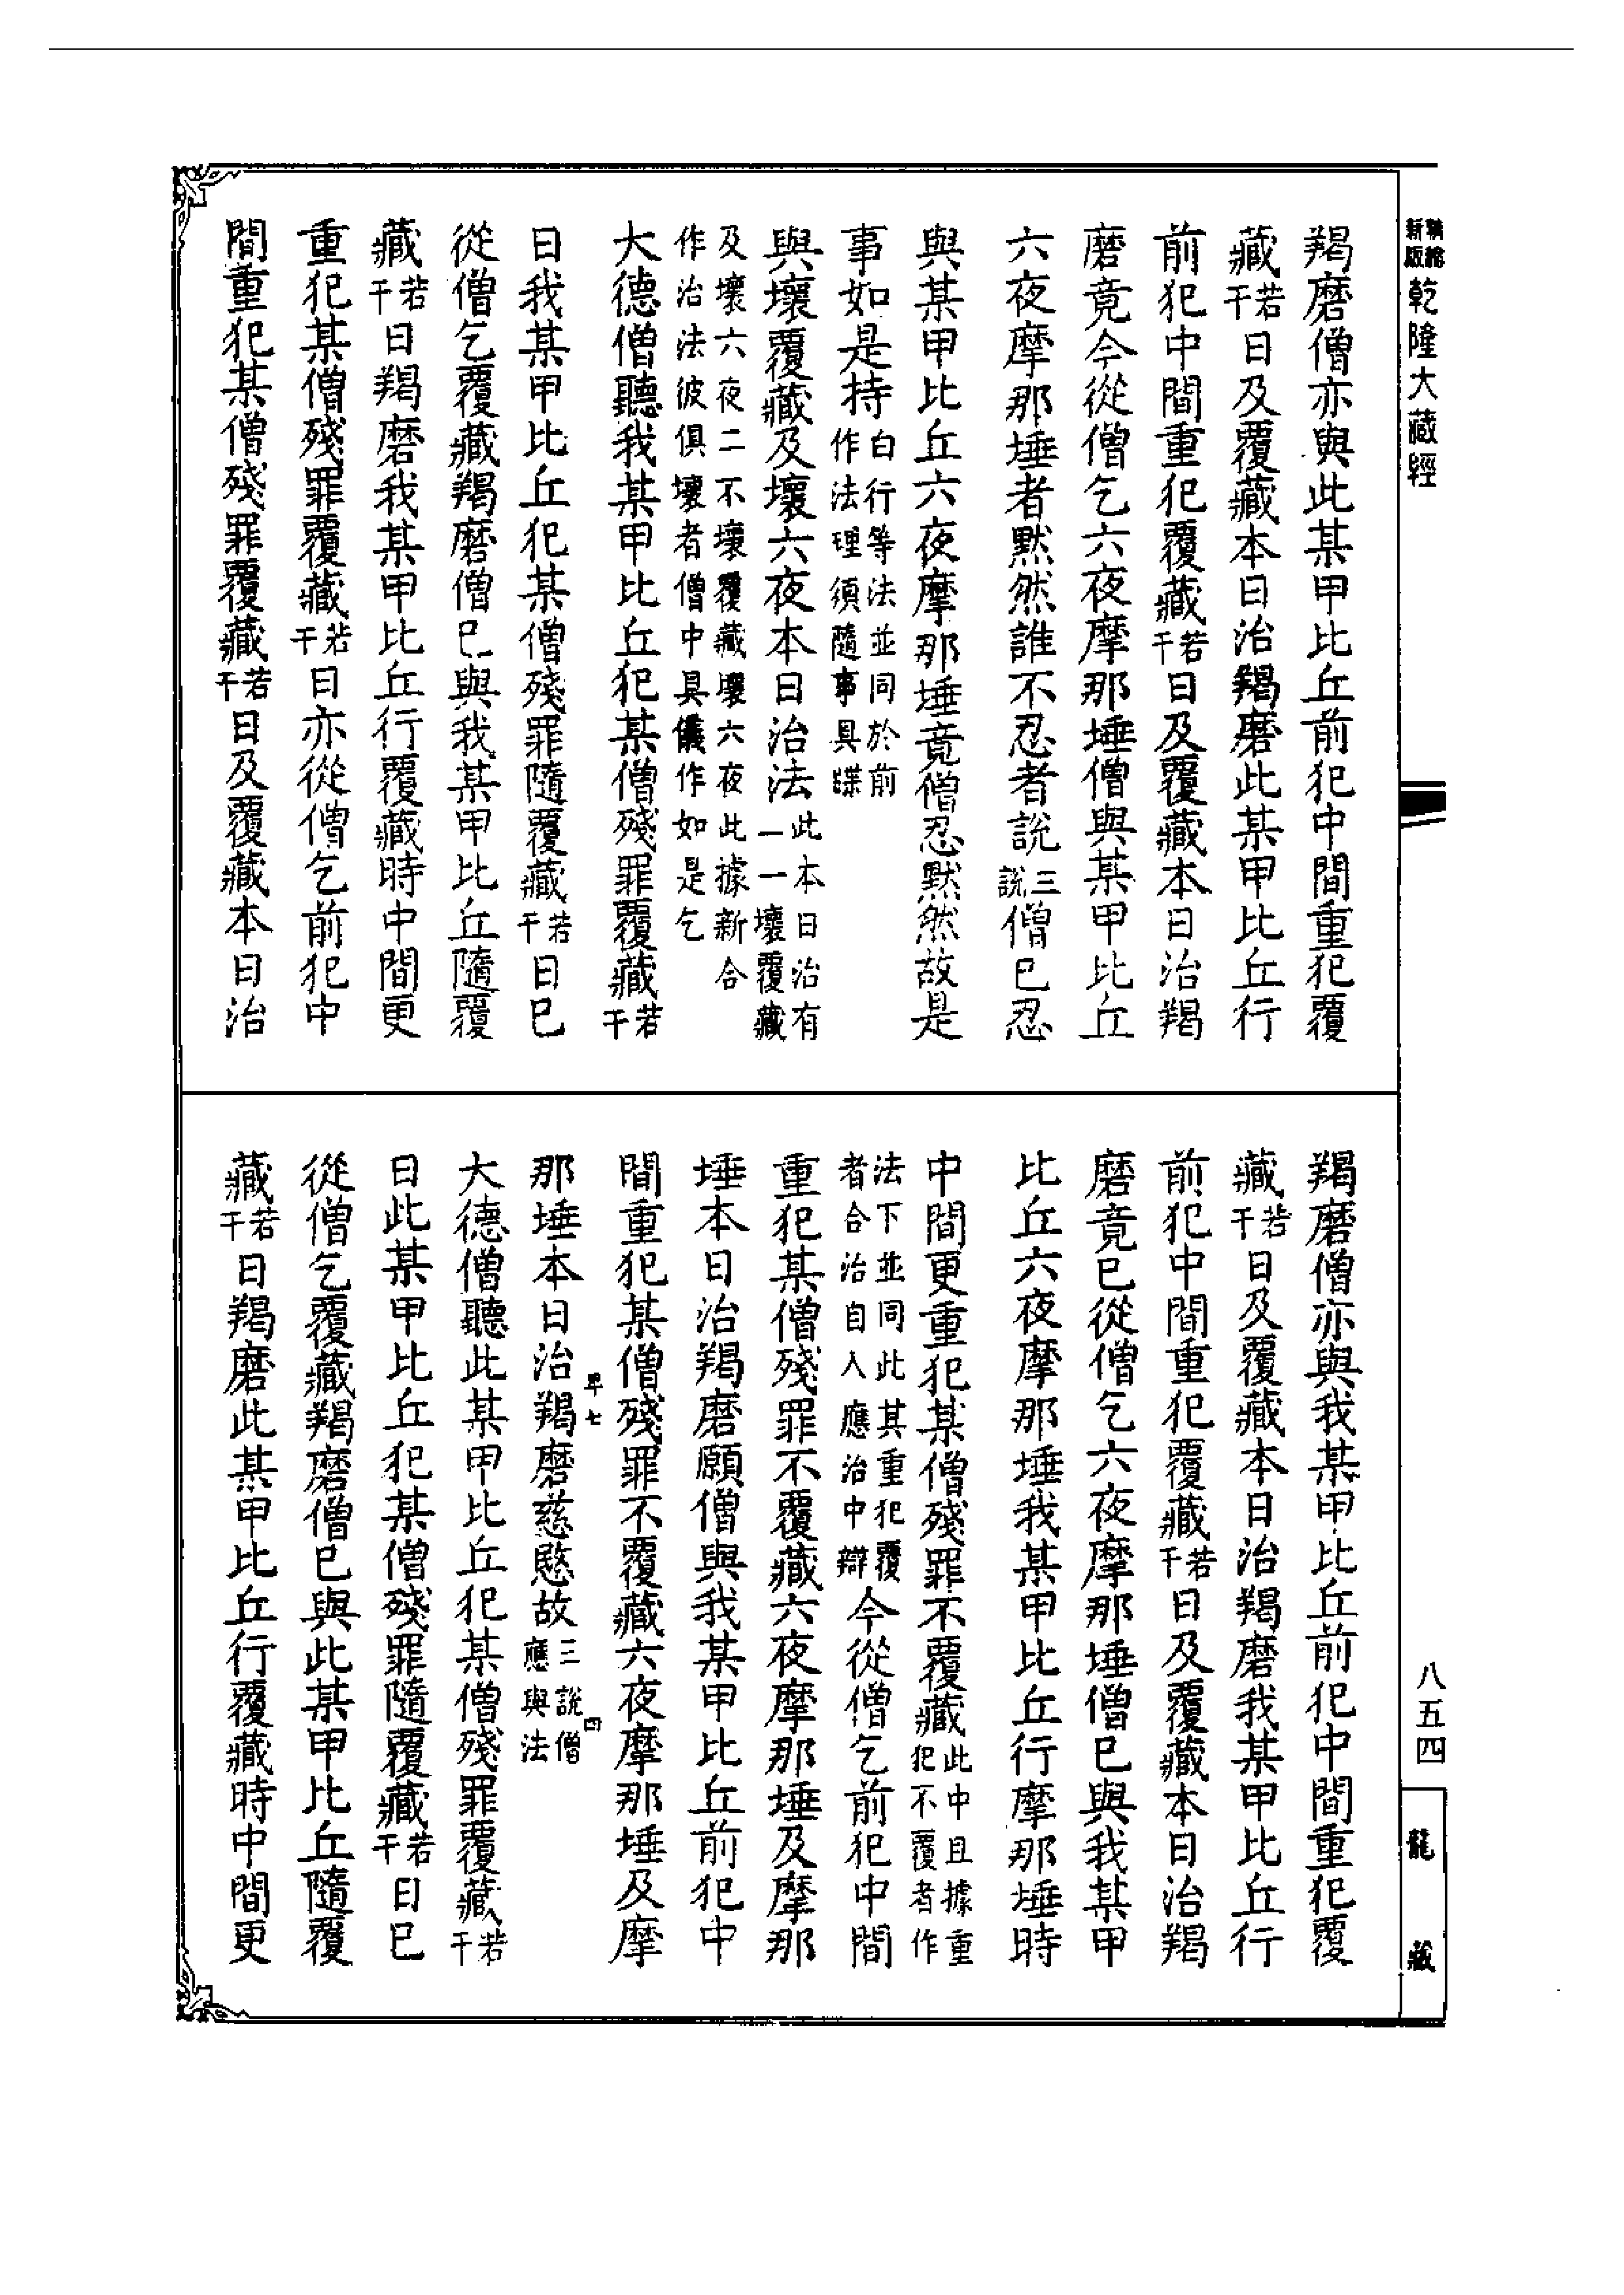 新版精縮乾隆大藏經
羯磨僧亦與此某甲比丘前犯中間重犯覆
藏若干日及覆藏本日治羯磨此某甲比丘行
前犯中間重犯覆藏若干日及覆藏本日治羯
磨竟今從僧乞六夜摩那埵僧與某甲比丘
六夜摩那埵者默然誰不忍者說三說僧已忍
與某甲比丘六夜摩那埵竟僧忍默然故是
事如是持白行等法並同於前作法理須隨事具牒
與壞覆藏及壞六夜本日治法此本日治有一一壞覆藏
及壞六夜二不壞覆藏壞六夜此據新合作治法彼俱壞者僧中具儀作如是乞
大德僧聽我某甲比丘犯某僧殘罪覆藏若干
日我某甲比丘犯某僧殘罪隨覆藏若干日已
從僧乞覆藏羯磨僧已與我某甲比丘隨覆
藏若干日羯磨我某甲比丘行覆藏時中間更
重犯某僧殘罪覆藏若干日亦從僧乞前犯中
間重犯某僧殘罪覆藏若干日及覆藏本日治
羯磨僧亦與我某甲比丘前犯中間重犯覆
藏若干日及覆藏本日治羯磨我某甲比丘行
前犯中間重犯覆藏若干日及覆藏本日治羯
磨竟已從僧乞六夜摩那埵僧已與我某甲
比丘六夜摩那埵我某甲比丘行摩那埵時
中間更重犯某僧殘罪不覆藏此中且據重犯不覆者作
法下並同此其重犯覆者合治自入應治中辯今從僧乞前犯中間
重犯某僧殘罪不覆藏六夜摩那埵及摩那
埵本日治羯磨願僧與我某甲比丘前犯中
間重犯某僧殘罪不覆藏六夜摩那埵及摩
那埵本日治羯磨慈愍故三說僧應與法
大德僧聽此某甲比丘犯某僧殘罪覆藏若干
日此某甲比丘犯某僧殘罪隨覆藏若干日已
從僧乞覆藏羯磨僧已與此某甲比丘隨覆
藏若干日羯磨此某甲比丘行覆藏時中間更
八五四
龍藏